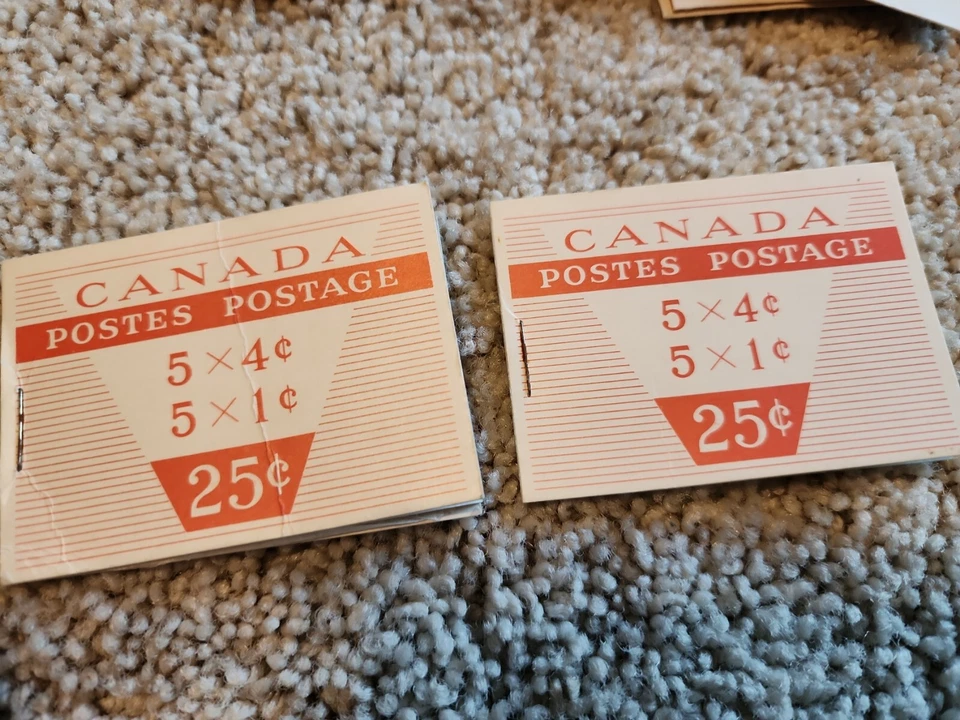 CANADA
POSTES POSTAGE
5 × 4¢
5 × 1¢
25¢
CANADA
POSTES POSTAGE
5 × 4¢
5 × 1¢
25¢